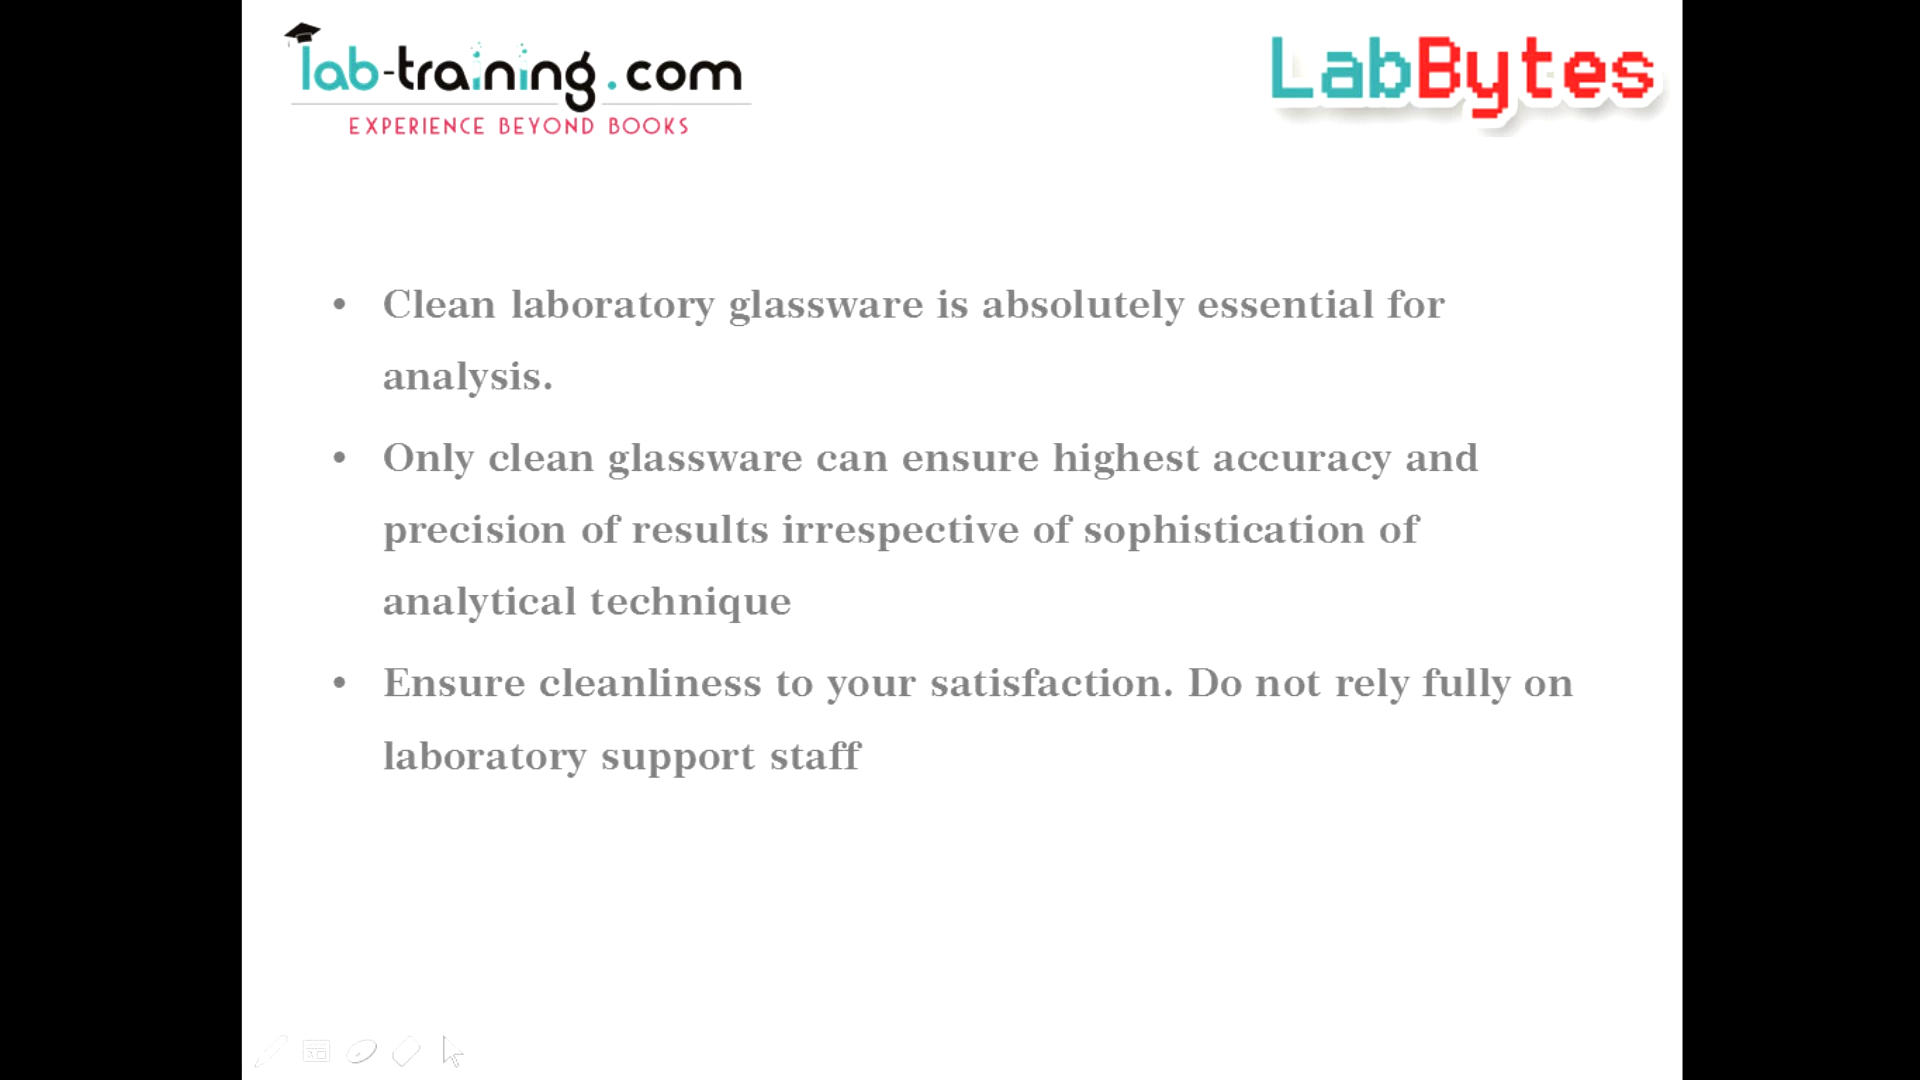 lab-training.com
EXPERIENCE BEYOND BOOKS
LabBytes
• Clean laboratory glassware is absolutely essential for
analysis.
• Only clean glassware can ensure highest accuracy and
precision of results irrespective of sophistication of
analytical technique
• Ensure cleanliness to your satisfaction. Do not rely fully on
laboratory support staff